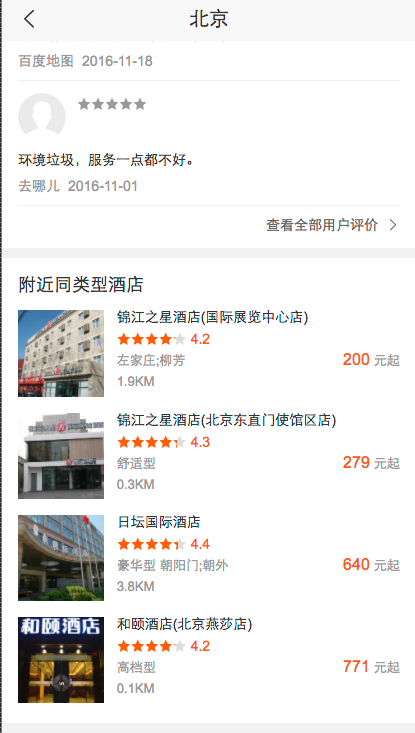 北京
百度地图 2016-11-18
环境垃圾，服务一点都不好。
去哪儿 2016-11-01
查看全部用户评价
附近同类型酒店
锦江之星酒店(国际展览中心店)
4.2
左家庄;柳芳
200 元起
1.9KM
锦江之星酒店(北京东直门使馆区店)
4.3
舒适型
279 元起
0.3KM
日坛国际酒店
4.4
豪华型 朝阳门;朝外
640 元起
3.8KM
和颐酒店
和颐酒店(北京燕莎店)
4.2
高档型
771 元起
0.1KM